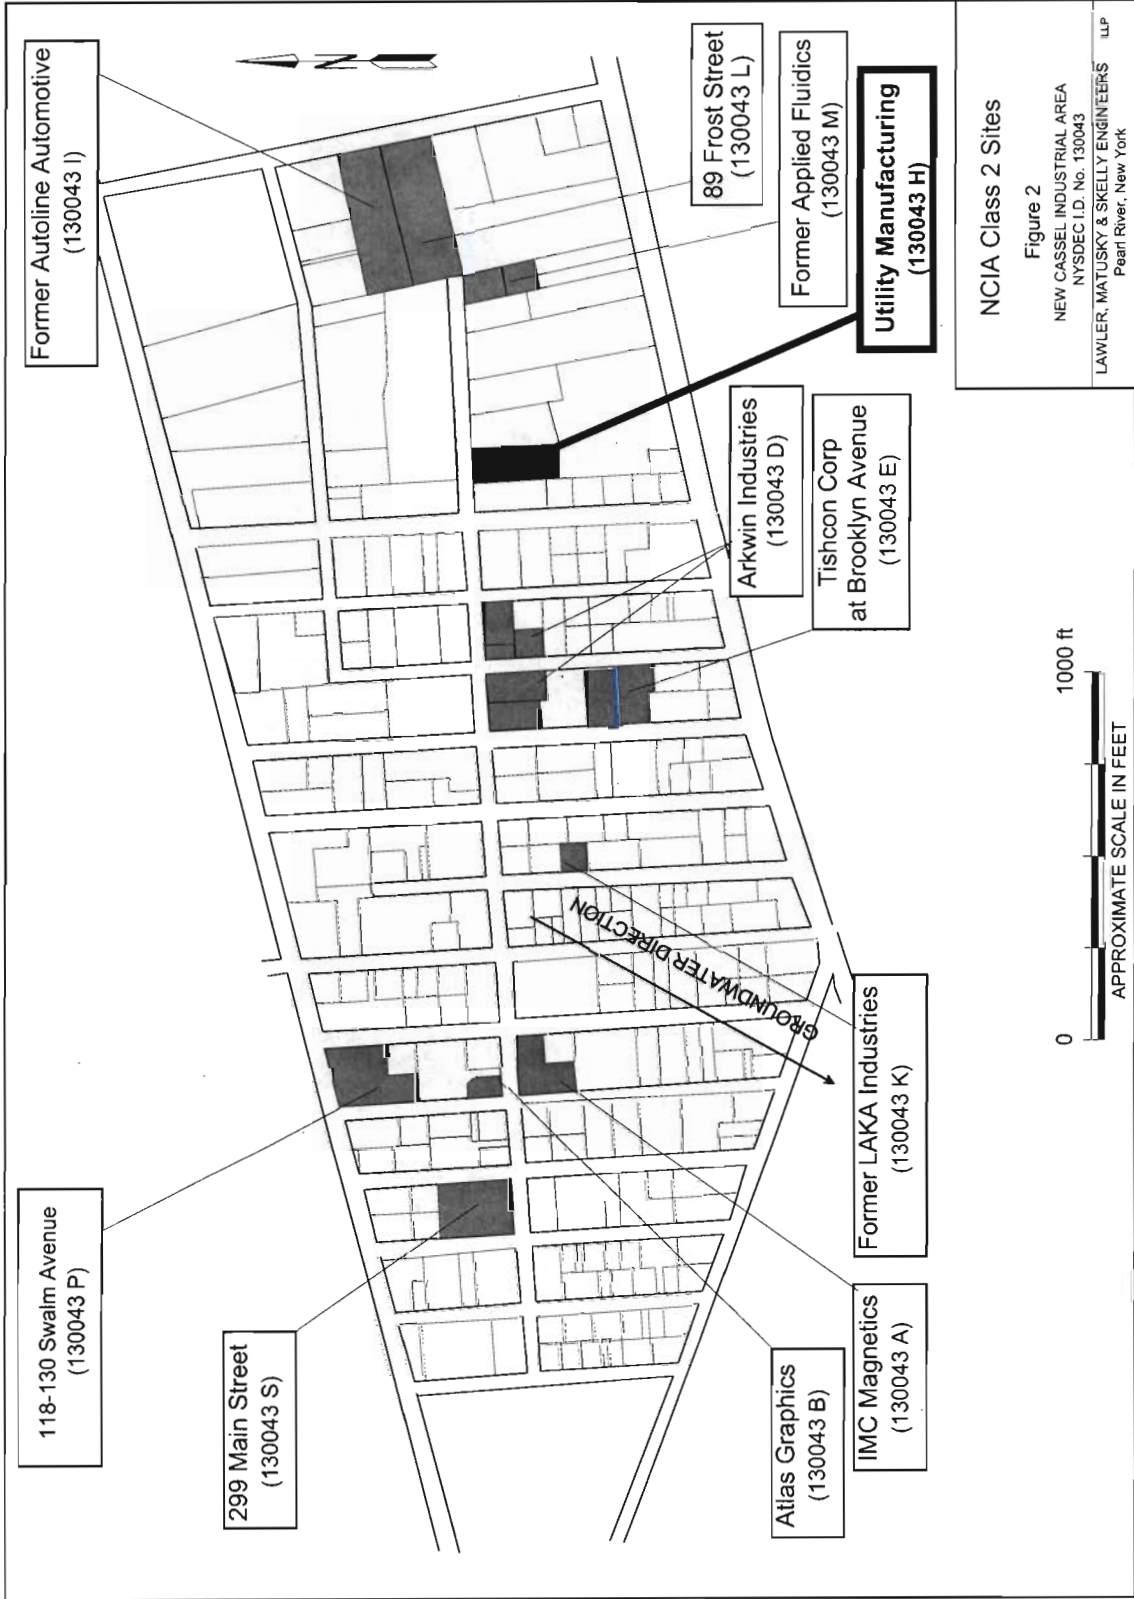 118-130 Swalm Avenue
(130043 P)
299 Main Street
(130043 S)
Former Autoline Automotive
(130043 I)
N
89 Frost Street
(130043 L)
Former Applied Fluidics
(130043 M)
Utility Manufacturing
(130043 H)
Arkwin Industries
(130043 D)
Tishcon Corp
at Brooklyn Avenue
(130043 E)
GROUNDWATER DIRECTION
Former LAKA Industries
(130043 K)
IMC Magnetics
(130043 A)
Atlas Graphics
(130043 B)
0
1000 ft
APPROXIMATE SCALE IN FEET
NCIA Class 2 Sites
Figure 2
NEW CASSEL INDUSTRIAL AREA
NYSDEC I.D. No. 130043
LAWLER, MATUSKY & SKELLY ENGINEERS LLP
Pearl River, New York